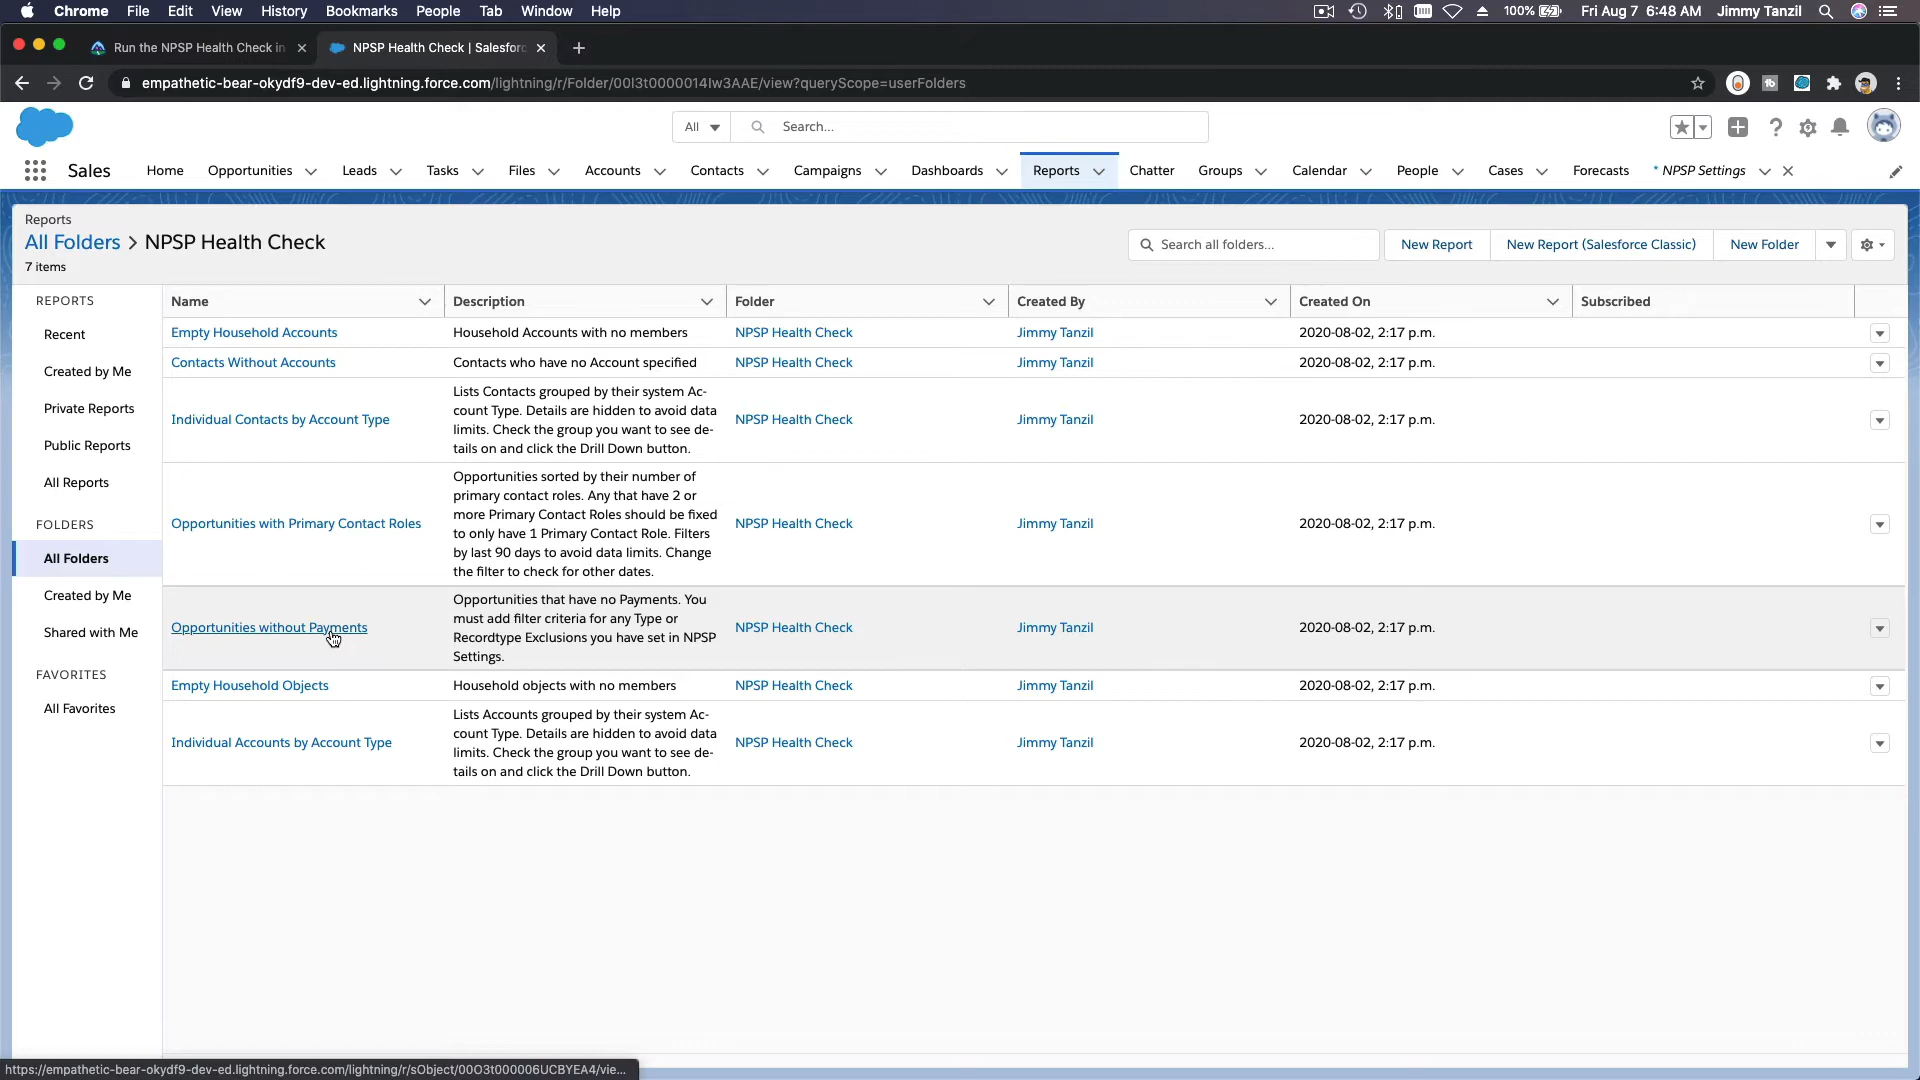 Chrome File Edit View History Bookmarks People Tab Window Help 100% Fri Aug 7 6:48 AM Jimmy Tanzil
Run the NPSP Health Check in NPSP Health Check | Salesforc
empathetic-bear-okydf9-dev-ed.lightning.force.com/lightning/r/Folder/00l3t0000014Iw3AAE/view?queryScope=userFolders
All Search...
Sales Home Opportunities Leads Tasks Files Accounts Contacts Campaigns Dashboards Reports Chatter Groups Calendar People Cases Forecasts * NPSP Settings
Reports
All Folders > NPSP Health Check
7 items
Search all folders... New Report New Report (Salesforce Classic) New Folder
REPORTS
Recent
Created by Me
Private Reports
Public Reports
All Reports
FOLDERS
All Folders
Created by Me
Shared with Me
FAVORITES
All Favorites
Name Description Folder Created By Created On Subscribed
Empty Household Accounts Household Accounts with no members NPSP Health Check Jimmy Tanzil 2020-08-02, 2:17 p.m.
Contacts Without Accounts Contacts who have no Account specified NPSP Health Check Jimmy Tanzil 2020-08-02, 2:17 p.m.
Lists Contacts grouped by their system Ac-
count Type. Details are hidden to avoid data
Individual Contacts by Account Type NPSP Health Check Jimmy Tanzil 2020-08-02, 2:17 p.m.
limits. Check the group you want to see de-
tails on and click the Drill Down button.
Opportunities sorted by their number of
primary contact roles. Any that have 2 or
more Primary Contact Roles should be fixed
Opportunities with Primary Contact Roles NPSP Health Check Jimmy Tanzil 2020-08-02, 2:17 p.m.
to only have 1 Primary Contact Role. Filters
by last 90 days to avoid data limits. Change
the filter to check for other dates.
Opportunities that have no Payments. You
must add filter criteria for any Type or
Opportunities without Payments NPSP Health Check Jimmy Tanzil 2020-08-02, 2:17 p.m.
Recordtype Exclusions you have set in NPSP
Settings.
Empty Household Objects Household objects with no members NPSP Health Check Jimmy Tanzil 2020-08-02, 2:17 p.m.
Lists Accounts grouped by their system Ac-
count Type. Details are hidden to avoid data
Individual Accounts by Account Type NPSP Health Check Jimmy Tanzil 2020-08-02, 2:17 p.m.
limits. Check the group you want to see de-
tails on and click the Drill Down button.
https://empathetic-bear-okydf9-dev-ed.lightning.force.com/lightning/r/sObject/00O3t000006UCBYEA4/vie...